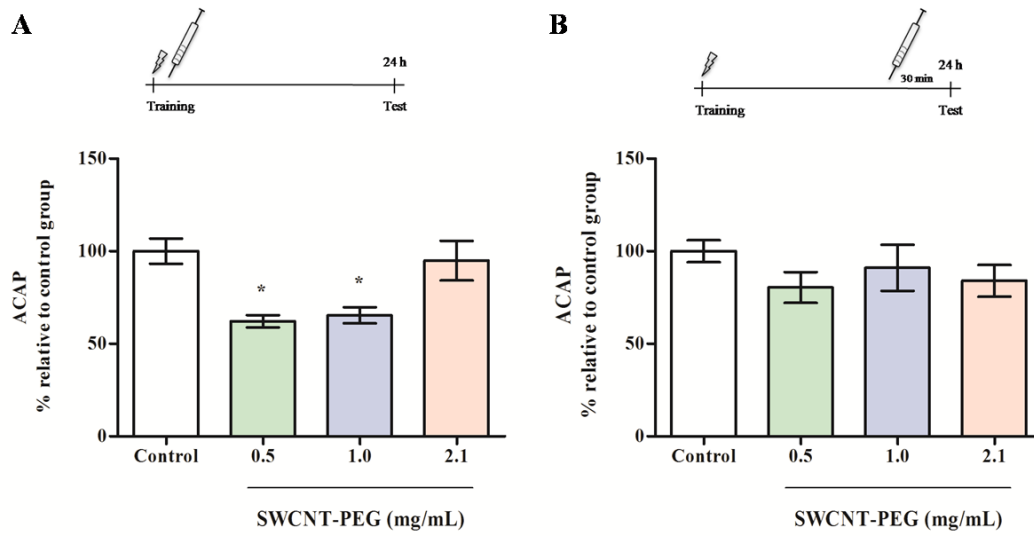 A
24 h
Training
Test
150
100
50
0
ACAP
% relative to control group
*
*
Control
0.5
1.0
2.1
SWCNT-PEG (mg/mL)
B
30 min
24 h
Training
Test
150
100
50
0
ACAP
% relative to control group
Control
0.5
1.0
2.1
SWCNT-PEG (mg/mL)